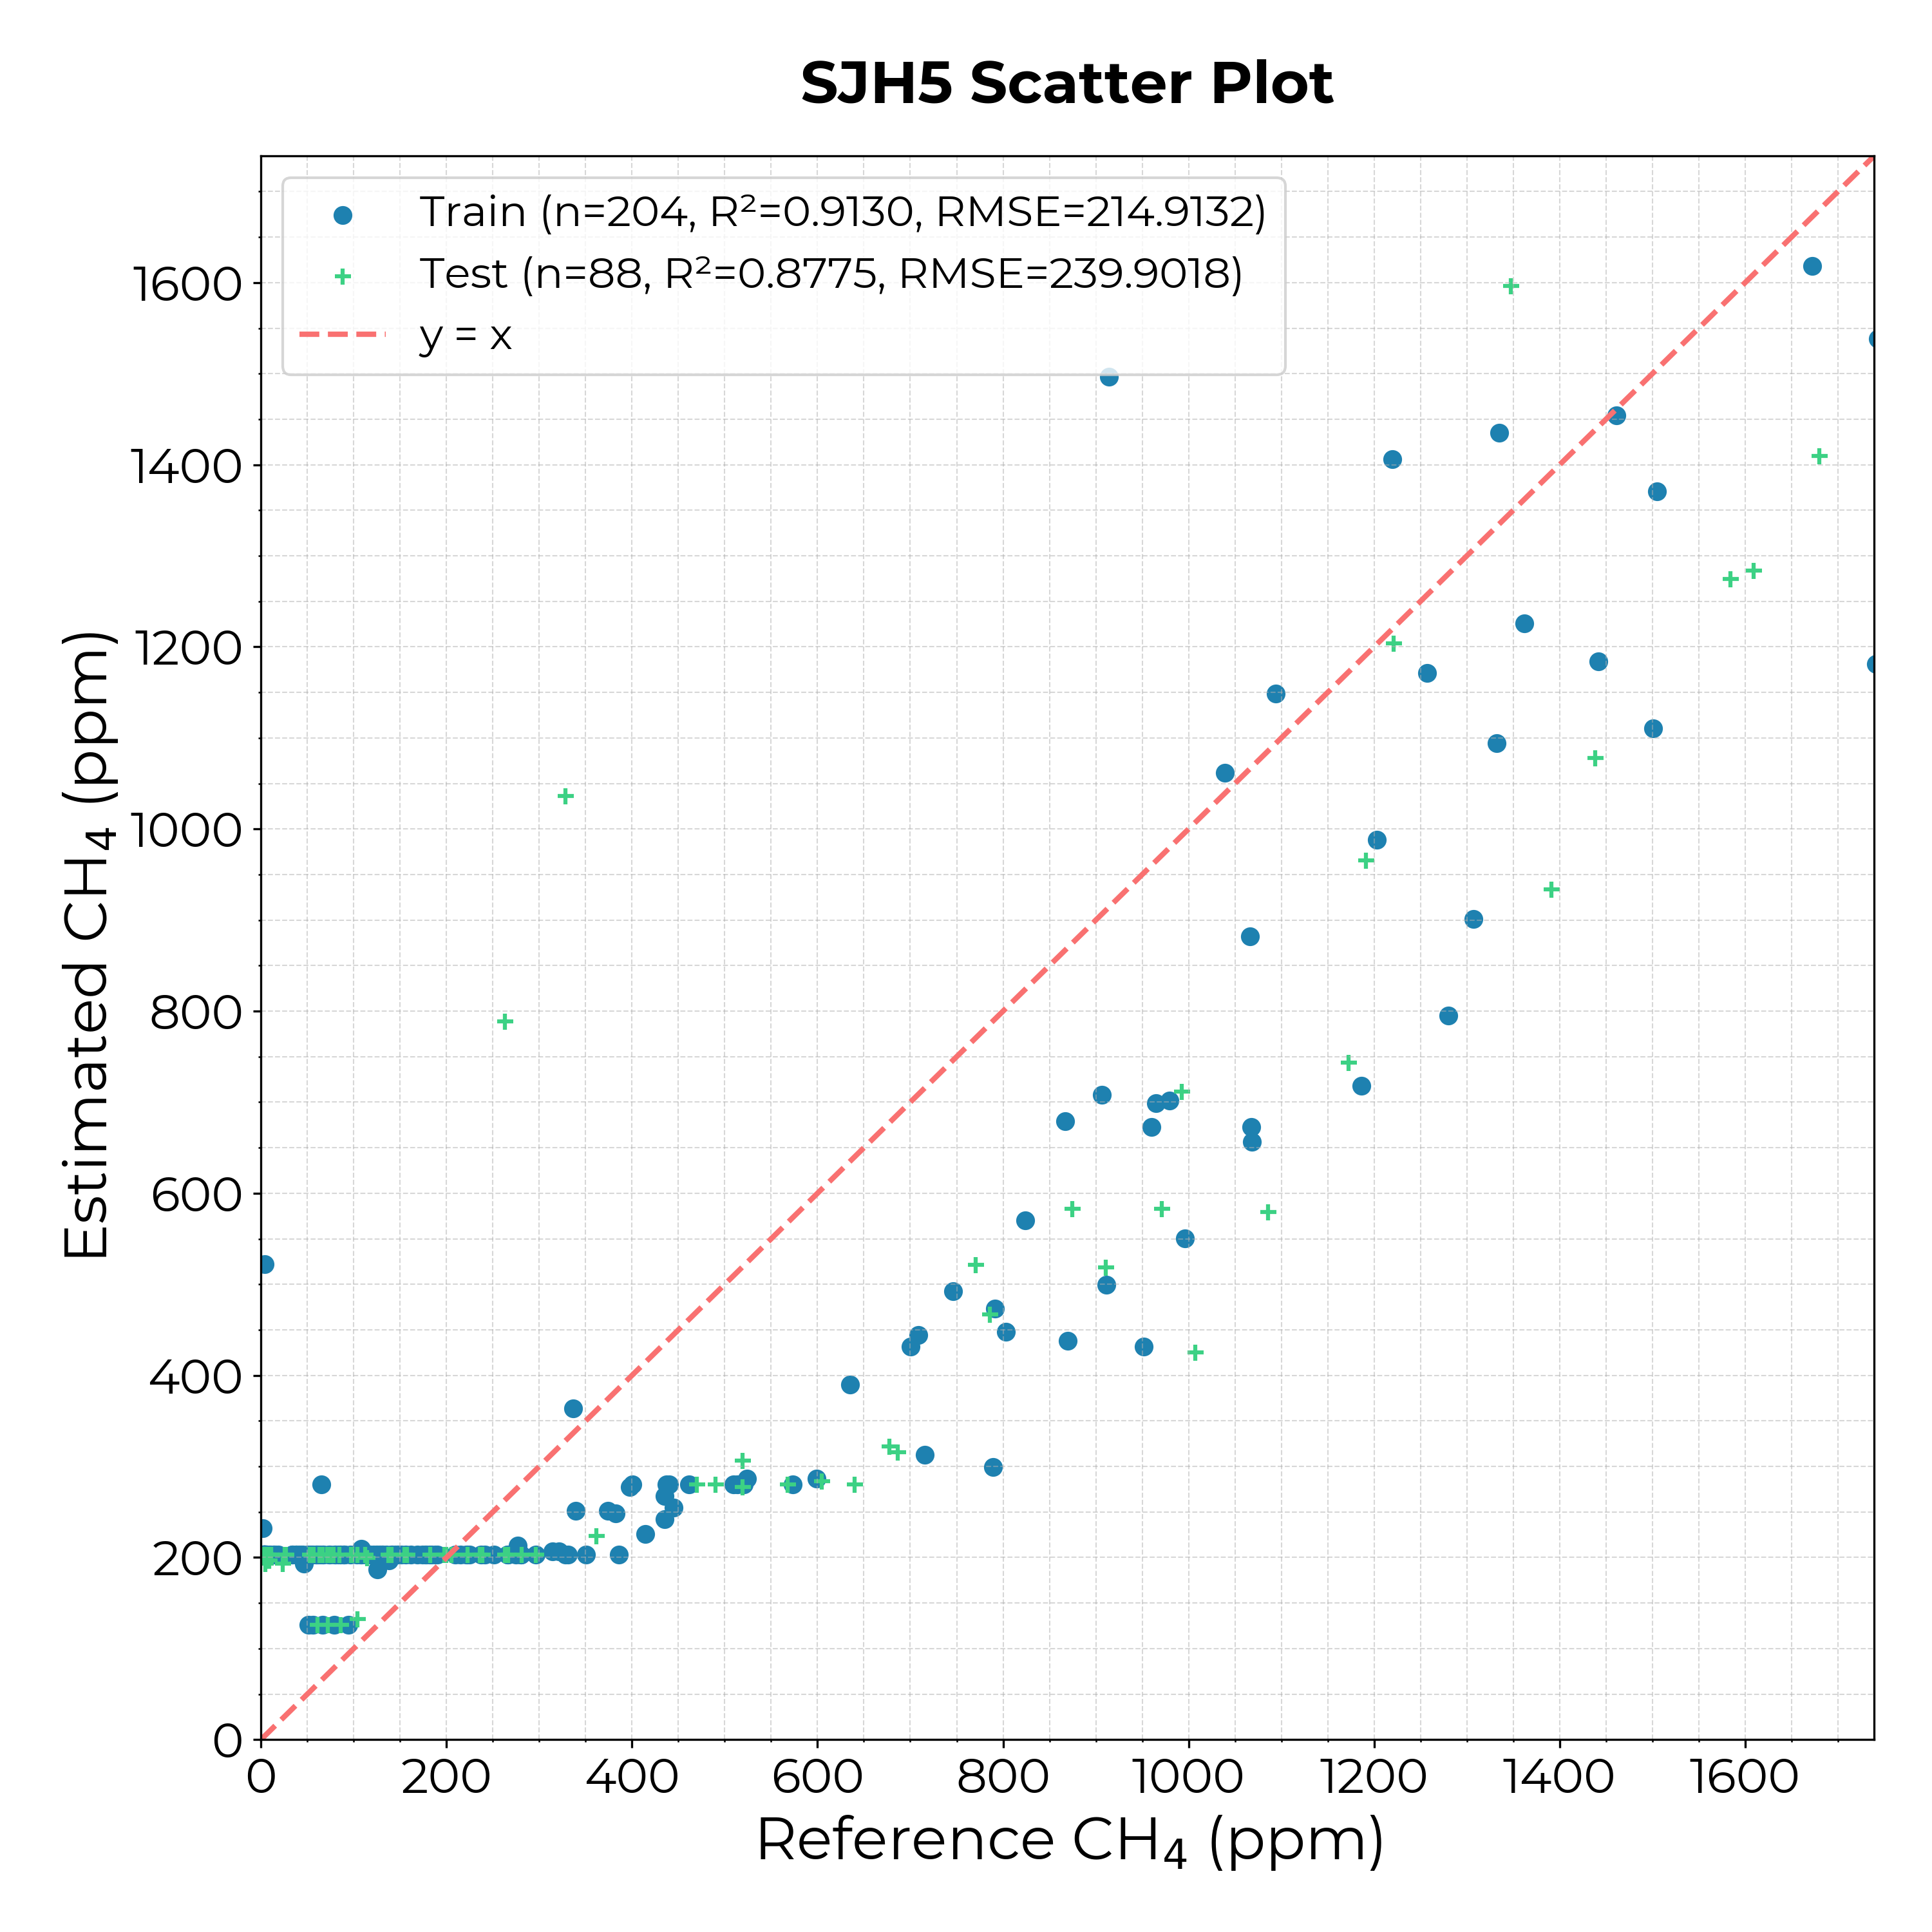 SJH5 Scatter Plot
Train (n=204, R²=0.9130, RMSE=214.9132)
Test (n=88, R²=0.8775, RMSE=239.9018)
y = x
Estimated CH₄ (ppm)
1600
1400
1200
1000
800
600
400
200
0
0 200 400 600 800 1000 1200 1400 1600
Reference CH₄ (ppm)